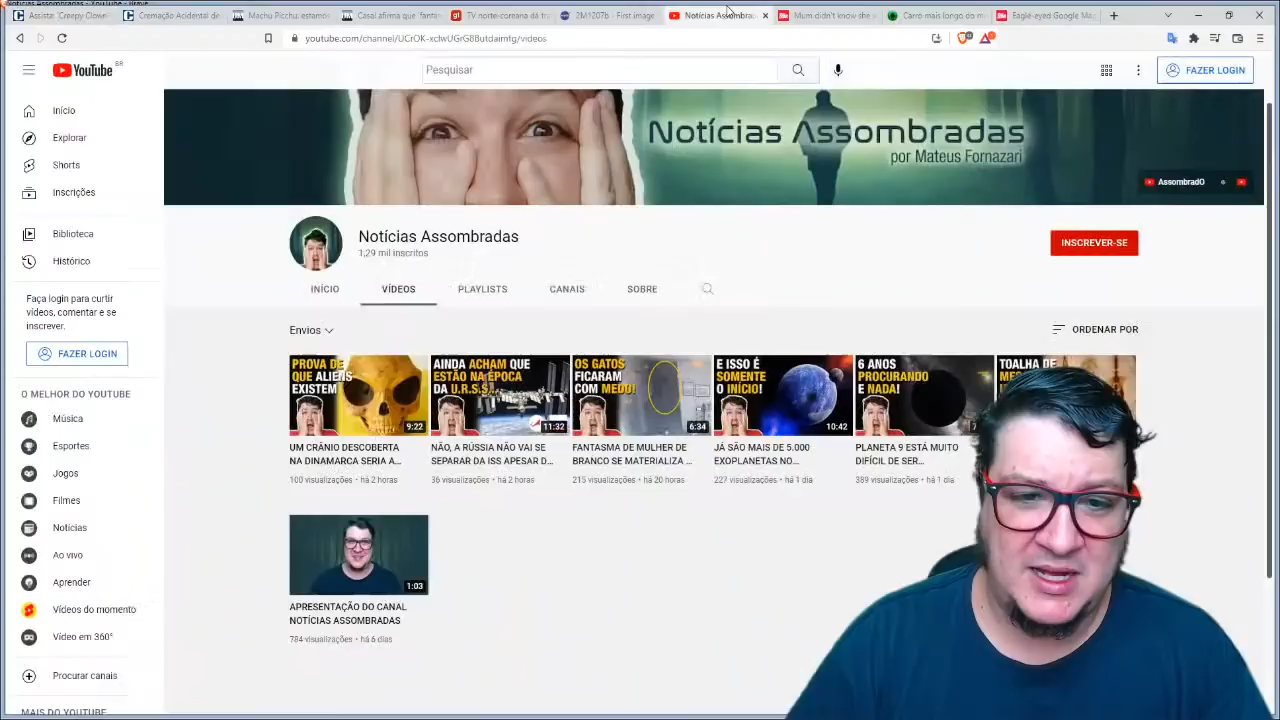 Notícias Assombradas - YouTube - Brave
Assista: 'Creepy Clown'
Cremação Acidental de
Machu Picchu: estamos
Casal afirma que 'fanta
TV norte-coreana dá tr
2M1207b - First image
Notícias Assombrad
Mum didn't know she
Carro mais longo do m
Eagle-eyed Google Ma
youtube.com/channel/UCrOK-xclwUGrG8Butdaimfg/videos
YouTube BR
Pesquisar
FAZER LOGIN
Início
Explorar
Shorts
Inscrições
Biblioteca
Histórico
Faça login para curtir
vídeos, comentar e se
inscrever.
FAZER LOGIN
O MELHOR DO YOUTUBE
Música
Esportes
Jogos
Filmes
Notícias
Ao vivo
Aprender
Vídeos do momento
Vídeo em 360°
Procurar canais
MAIS DO YOUTUBE
Notícias Assombradas
por Mateus Fornazari
AssombradO
Notícias Assombradas
1,29 mil inscritos
INSCREVER-SE
INÍCIO VÍDEOS PLAYLISTS CANAIS SOBRE
Envios
ORDENAR POR
PROVA DE
QUE ALIENS
EXISTEM
9:22
UM CRÂNIO DESCOBERTA
NA DINAMARCA SERIA A...
100 visualizações • há 2 horas
AINDA ACHAM QUE
ESTÃO NA ÉPOCA
DA U.R.S.S.
11:32
NÃO, A RÚSSIA NÃO VAI SE
SEPARAR DA ISS APESAR D...
36 visualizações • há 2 horas
OS GATOS
FICARAM
COM MEDO!
6:34
FANTASMA DE MULHER DE
BRANCO SE MATERIALIZA ...
215 visualizações • há 20 horas
E ISSO É
SOMENTE
O INÍCIO!
10:42
JÁ SÃO MAIS DE 5.000
EXOPLANETAS NO...
227 visualizações • há 1 dia
6 ANOS
PROCURANDO
E NADA!
7
PLANETA 9 ESTÁ MUITO
DIFÍCIL DE SER...
389 visualizações • há 1 dia
TOALHA DE
1:03
APRESENTAÇÃO DO CANAL
NOTÍCIAS ASSOMBRADAS
784 visualizações • há 6 dias